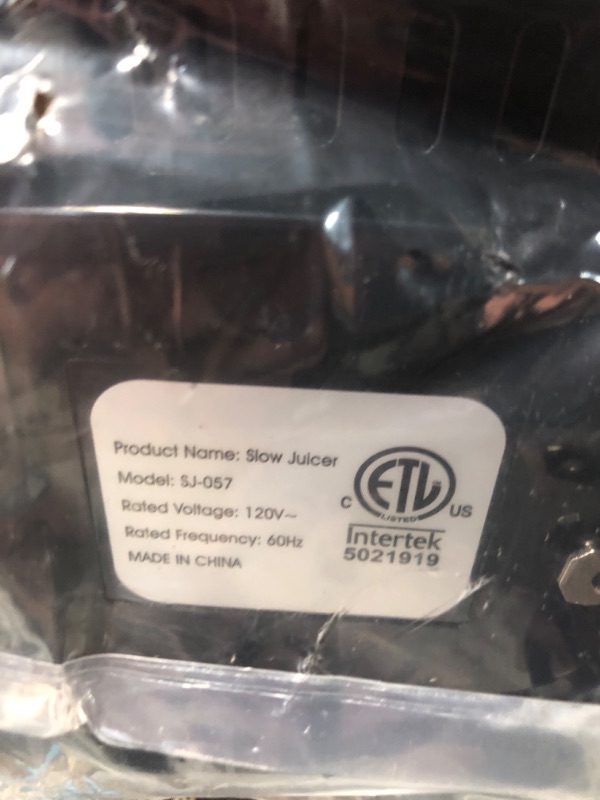 Product Name: Slow Juicer
Model: SJ-057
Rated Voltage: 120V~
Rated Frequency: 60Hz
MADE IN CHINA
ETL
LISTED
C US
Intertek
5021919